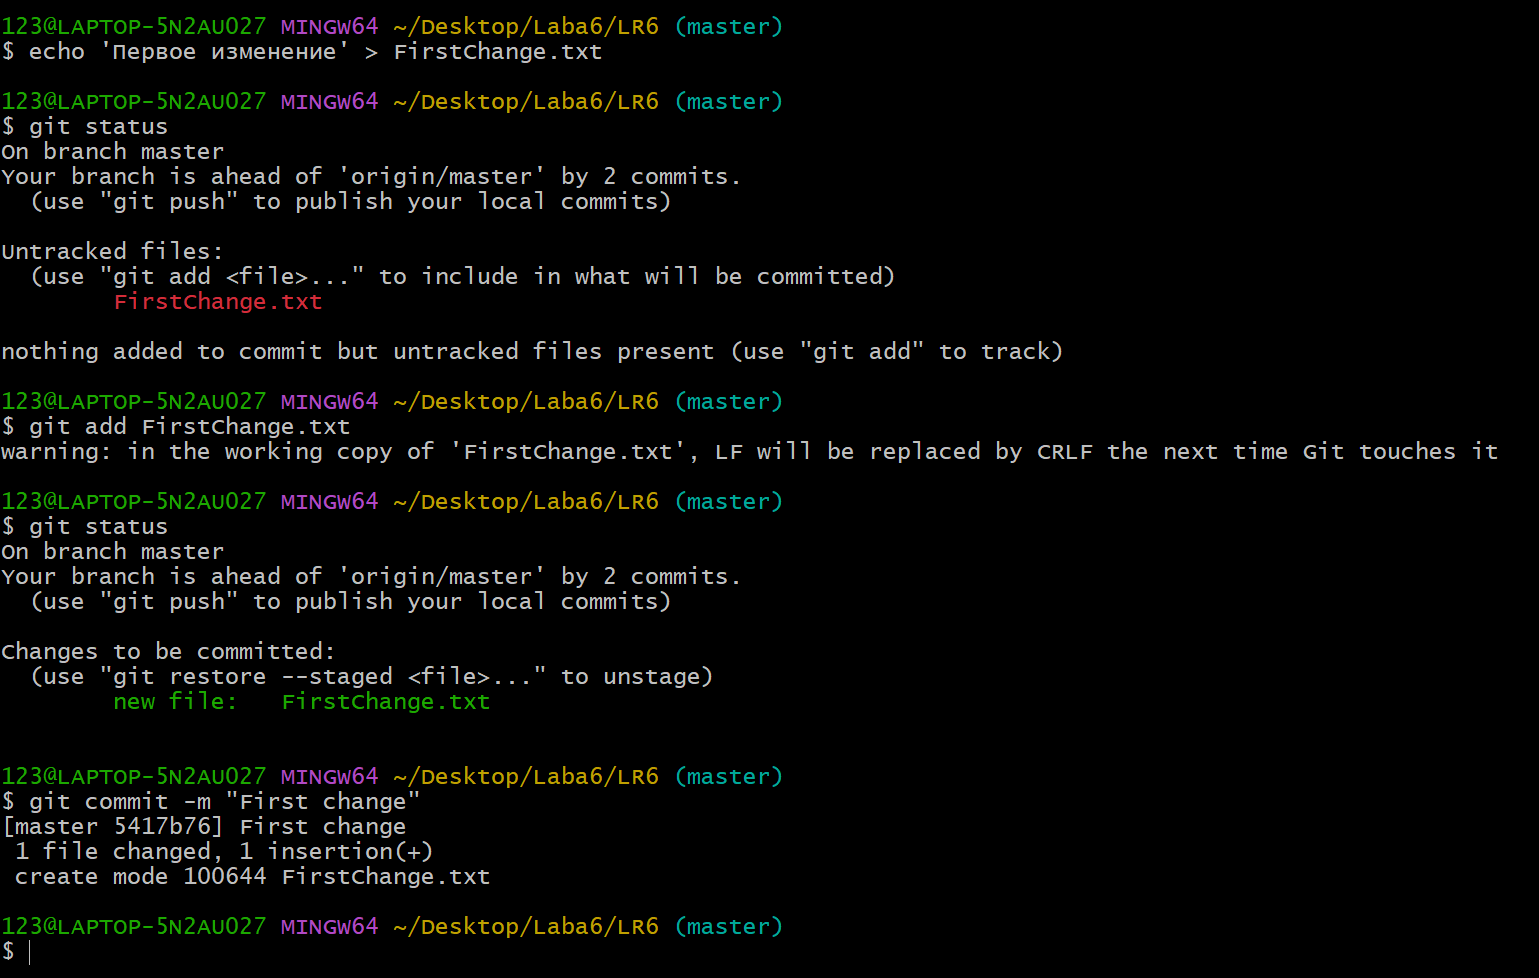 123@LAPTOP-5N2AU027 MINGW64 ~/Desktop/Laba6/LR6 (master)
$ echo 'Первое изменение' > FirstChange.txt
123@LAPTOP-5N2AU027 MINGW64 ~/Desktop/Laba6/LR6 (master)
$ git status
On branch master
Your branch is ahead of 'origin/master' by 2 commits.
  (use "git push" to publish your local commits)
Untracked files:
  (use "git add <file>..." to include in what will be committed)
        FirstChange.txt
nothing added to commit but untracked files present (use "git add" to track)
123@LAPTOP-5N2AU027 MINGW64 ~/Desktop/Laba6/LR6 (master)
$ git add FirstChange.txt
warning: in the working copy of 'FirstChange.txt', LF will be replaced by CRLF the next time Git touches it
123@LAPTOP-5N2AU027 MINGW64 ~/Desktop/Laba6/LR6 (master)
$ git status
On branch master
Your branch is ahead of 'origin/master' by 2 commits.
  (use "git push" to publish your local commits)
Changes to be committed:
  (use "git restore --staged <file>..." to unstage)
        new file:   FirstChange.txt
123@LAPTOP-5N2AU027 MINGW64 ~/Desktop/Laba6/LR6 (master)
$ git commit -m "First change"
[master 5417b76] First change
 1 file changed, 1 insertion(+)
 create mode 100644 FirstChange.txt
123@LAPTOP-5N2AU027 MINGW64 ~/Desktop/Laba6/LR6 (master)
$